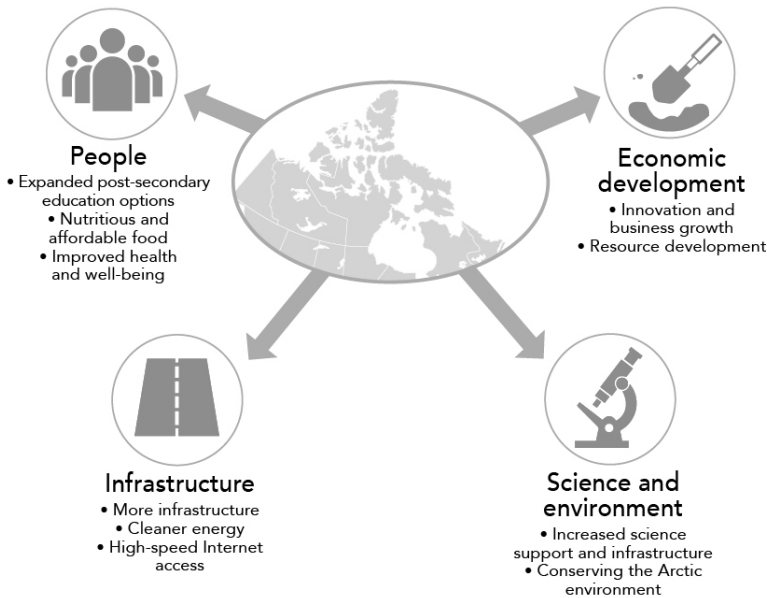 People
• Expanded post-secondary
education options
• Nutritious and
affordable food
• Improved health
and well-being
Economic
development
• Innovation and
business growth
• Resource development
Infrastructure
• More infrastructure
• Cleaner energy
• High-speed Internet
access
Science and
environment
• Increased science
support and infrastructure
• Conserving the Arctic
environment